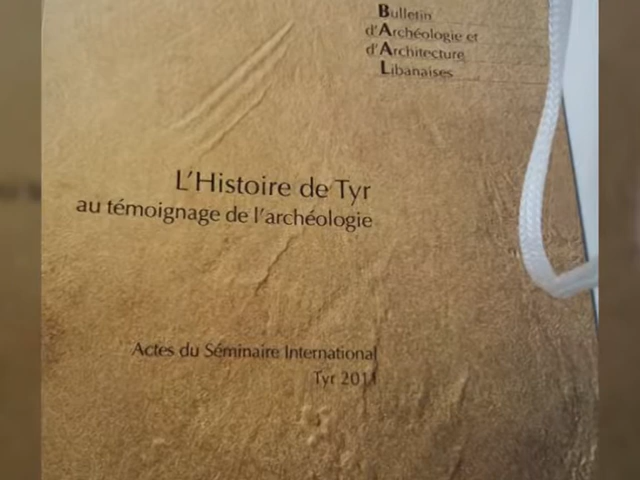 Bulletin
d'Archéologie et
d'Architecture
Libanaises
L'Histoire de Tyr
au témoignage de l'archéologie
Actes du Séminaire International
Tyr 2011